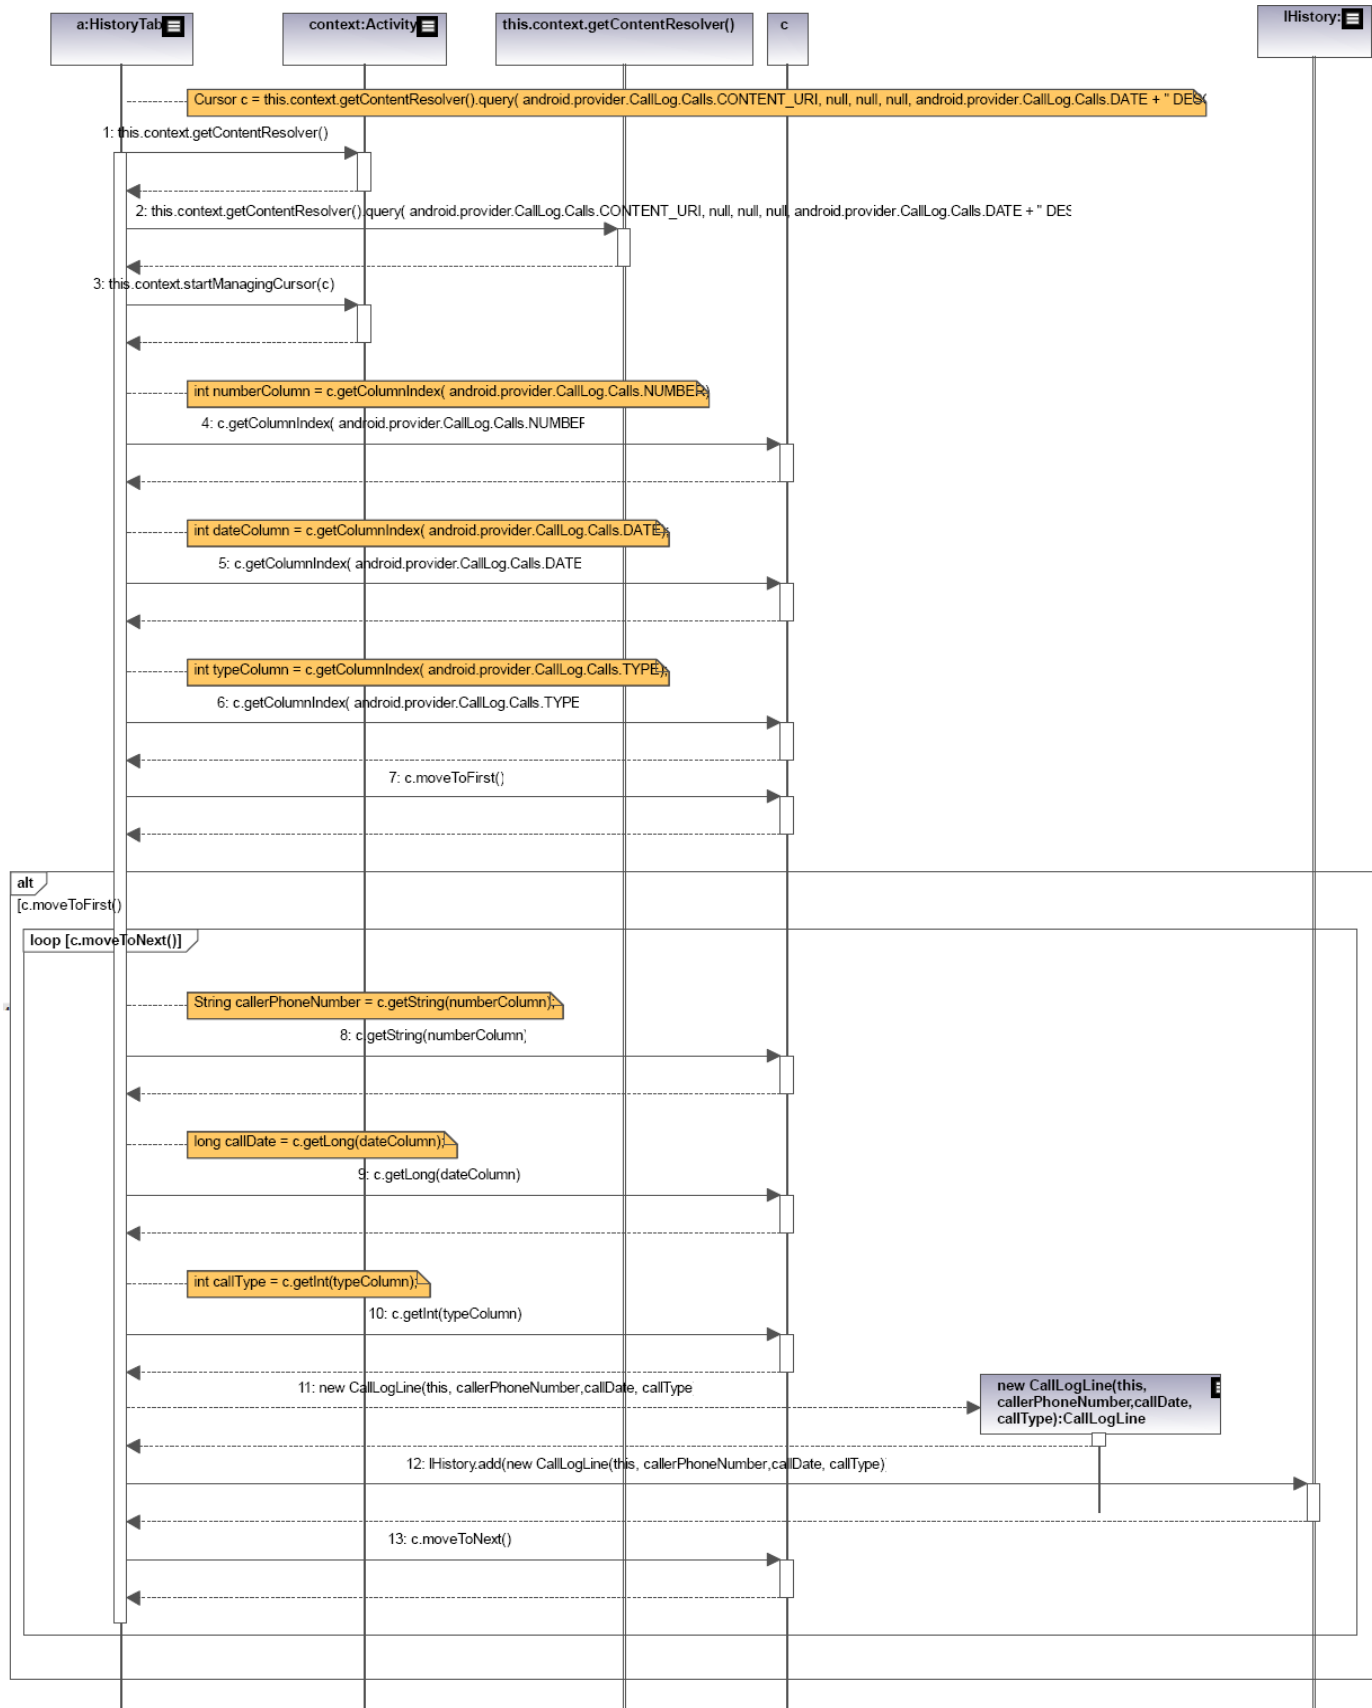 a:HistoryTab
context:Activity
this.context.getContentResolver()
c
lHistory:
Cursor c = this.context.getContentResolver().query( android.provider.CallLog.Calls.CONTENT_URI, null, null, null, android.provider.CallLog.Calls.DATE + " DESC
1: this.context.getContentResolver()
2: this.context.getContentResolver().query( android.provider.CallLog.Calls.CONTENT_URI, null, null, null, android.provider.CallLog.Calls.DATE + " DES
3: this.context.startManagingCursor(c)
int numberColumn = c.getColumnIndex( android.provider.CallLog.Calls.NUMBER)
4: c.getColumnIndex( android.provider.CallLog.Calls.NUMBER
int dateColumn = c.getColumnIndex( android.provider.CallLog.Calls.DATE);
5: c.getColumnIndex( android.provider.CallLog.Calls.DATE
int typeColumn = c.getColumnIndex( android.provider.CallLog.Calls.TYPE);
6: c.getColumnIndex( android.provider.CallLog.Calls.TYPE
7: c.moveToFirst()
alt
[c.moveToFirst()
loop [c.moveToNext()]
String callerPhoneNumber = c.getString(numberColumn);
8: c.getString(numberColumn)
long callDate = c.getLong(dateColumn);
9: c.getLong(dateColumn)
int callType = c.getInt(typeColumn);
10: c.getInt(typeColumn)
11: new CallLogLine(this, callerPhoneNumber,callDate, callType
new CallLogLine(this,
callerPhoneNumber,callDate,
callType):CallLogLine
12: lHistory.add(new CallLogLine(this, callerPhoneNumber,callDate, callType)
13: c.moveToNext()